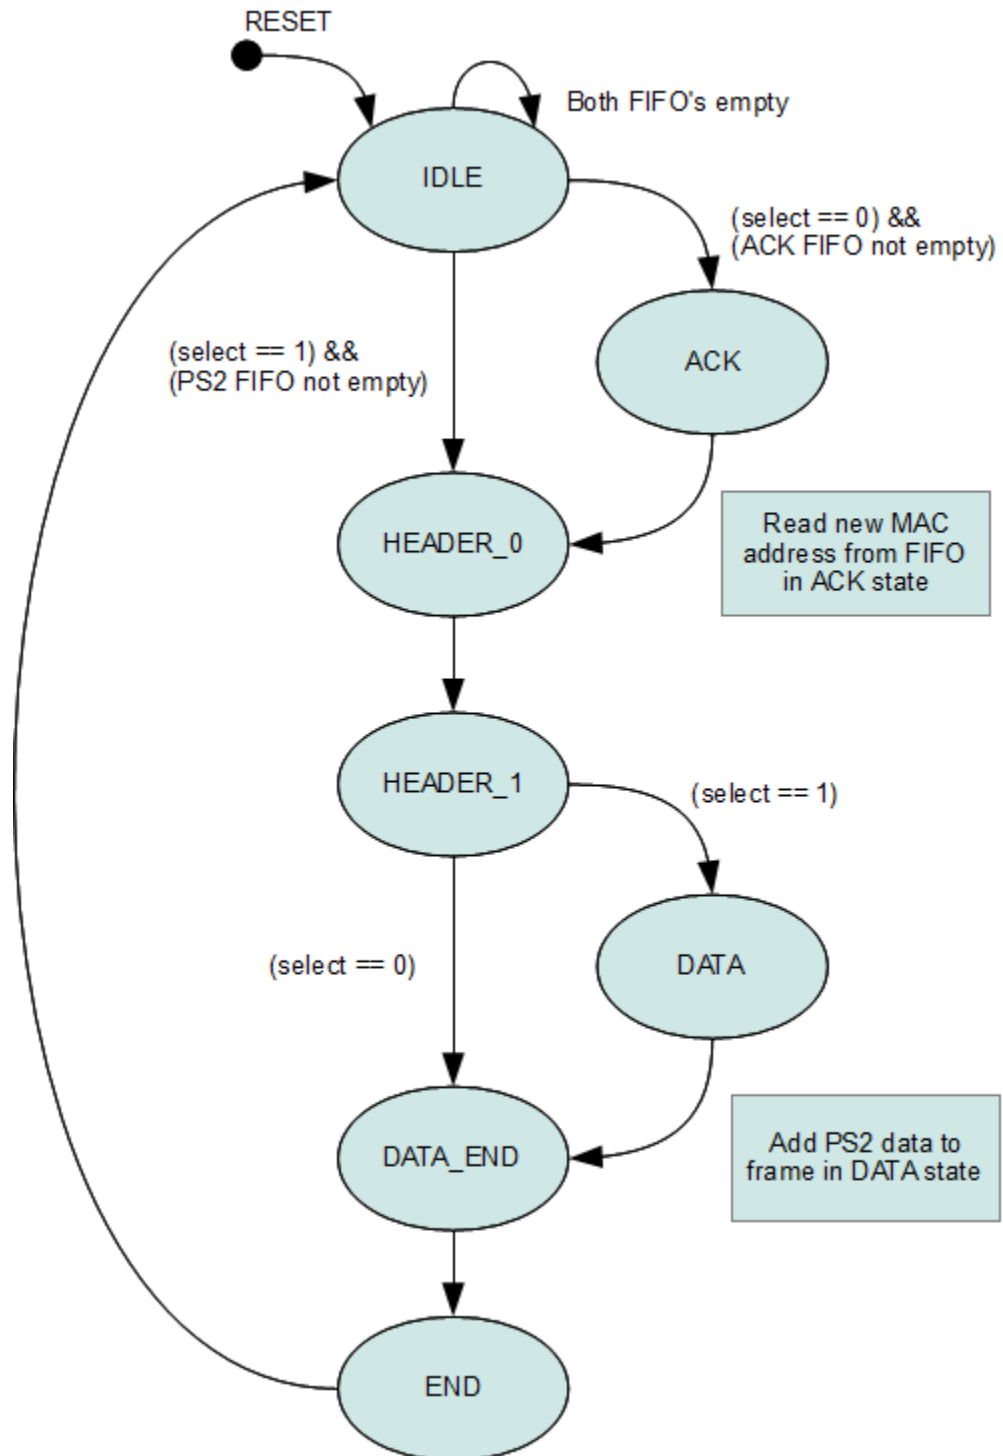 RESET
Both FIFO's empty
IDLE
(select == 0) &&
(ACK FIFO not empty)
(select == 1) &&
(PS2 FIFO not empty)
ACK
HEADER_0
Read new MAC
address from FIFO
in ACK state
HEADER_1
(select == 1)
(select == 0)
DATA
DATA_END
Add PS2 data to
frame in DATA state
END